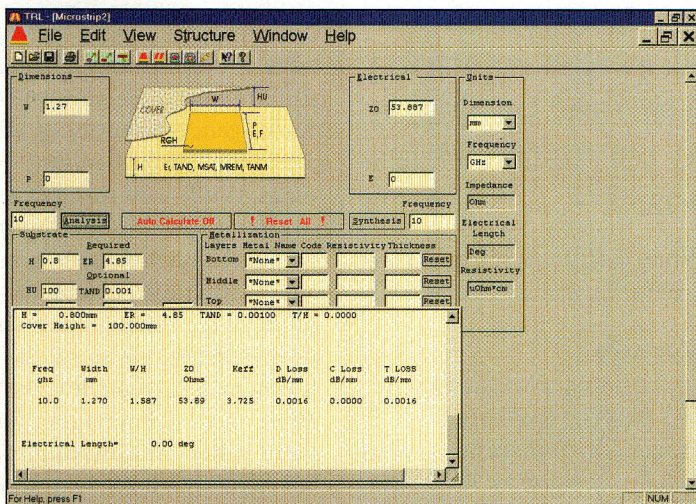 TRL - [Microstrip2]
File Edit View Structure Window Help
Dimensions
W 1.27
P 0
COVER
W
HU
RGH
P
E,F
H Er, TAND, MSAT, MREM, TANM
Electrical
ZO 53.887
E 0
Units
Dimension
mm
Frequency
GHz
Impedance
Ohm
Electrical
Length
Deg
Resistivity
uOhm*cm
Frequency
10 Analysis Auto Calculate Off ! Reset All ! Synthesis
Frequency
10
Substrate
Required
H 0.8 ER 4.85
Optional
HU 100 TAND 0.001
Metallization
Layers Metal Name Code Resistivity Thickness
Bottom *None* Reset
Middle *None* Reset
Top *None* Reset
H = 0.800mm ER = 4.85 TAND = 0.00100 T/H = 0.0000
Cover Height = 100.000mm
Freq Width W/H ZO Keff D Loss C Loss T LOSS
ghz mm Ohms dB/mm dB/mm dB/mm
10.0 1.270 1.587 53.89 3.725 0.0016 0.0000 0.0016
Electrical Length= 0.00 deg
For Help, press F1
NUM